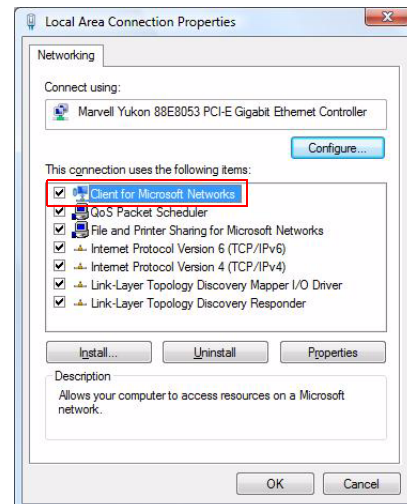 Local Area Connection Properties
Networking
Connect using:
Marvell Yukon 88E8053 PCI-E Gigabit Ethernet Controller
Configure...
This connection uses the following items:
Client for Microsoft Networks
QoS Packet Scheduler
File and Printer Sharing for Microsoft Networks
Internet Protocol Version 6 (TCP/IPv6)
Internet Protocol Version 4 (TCP/IPv4)
Link-Layer Topology Discovery Mapper I/O Driver
Link-Layer Topology Discovery Responder
Install... Uninstall Properties
Description
Allows your computer to access resources on a Microsoft
network.
OK Cancel